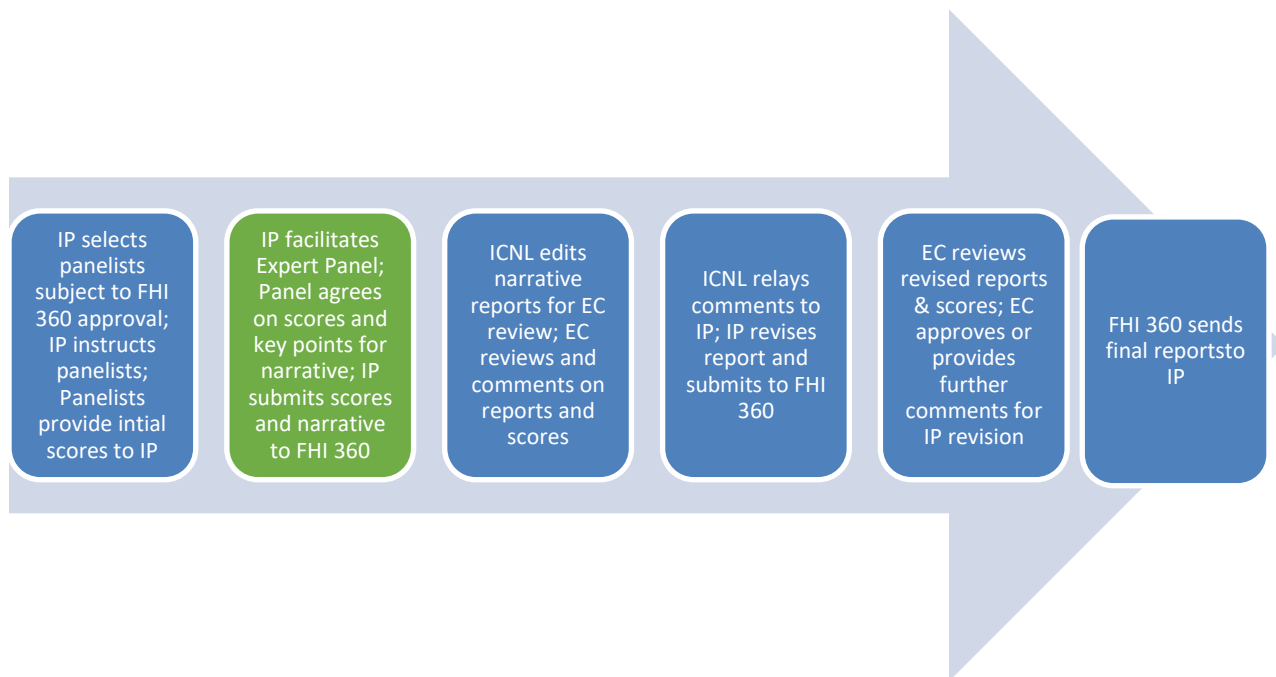 IP selects
panelists
subject to FHI
360 approval;
IP instructs
panelists;
Panelists
provide intial
scores to IP
IP facilitates
Expert Panel;
Panel agrees
on scores and
key points for
narrative; IP
submits scores
and narrative
to FHI 360
ICNL edits
narrative
reports for EC
review; EC
reviews and
comments on
reports and
scores
ICNL relays
comments to
IP; IP revises
report and
submits to FHI
360
EC reviews
revised reports
& scores; EC
approves or
provides
further
comments for
IP revision
FHI 360 sends
final reportsto
IP